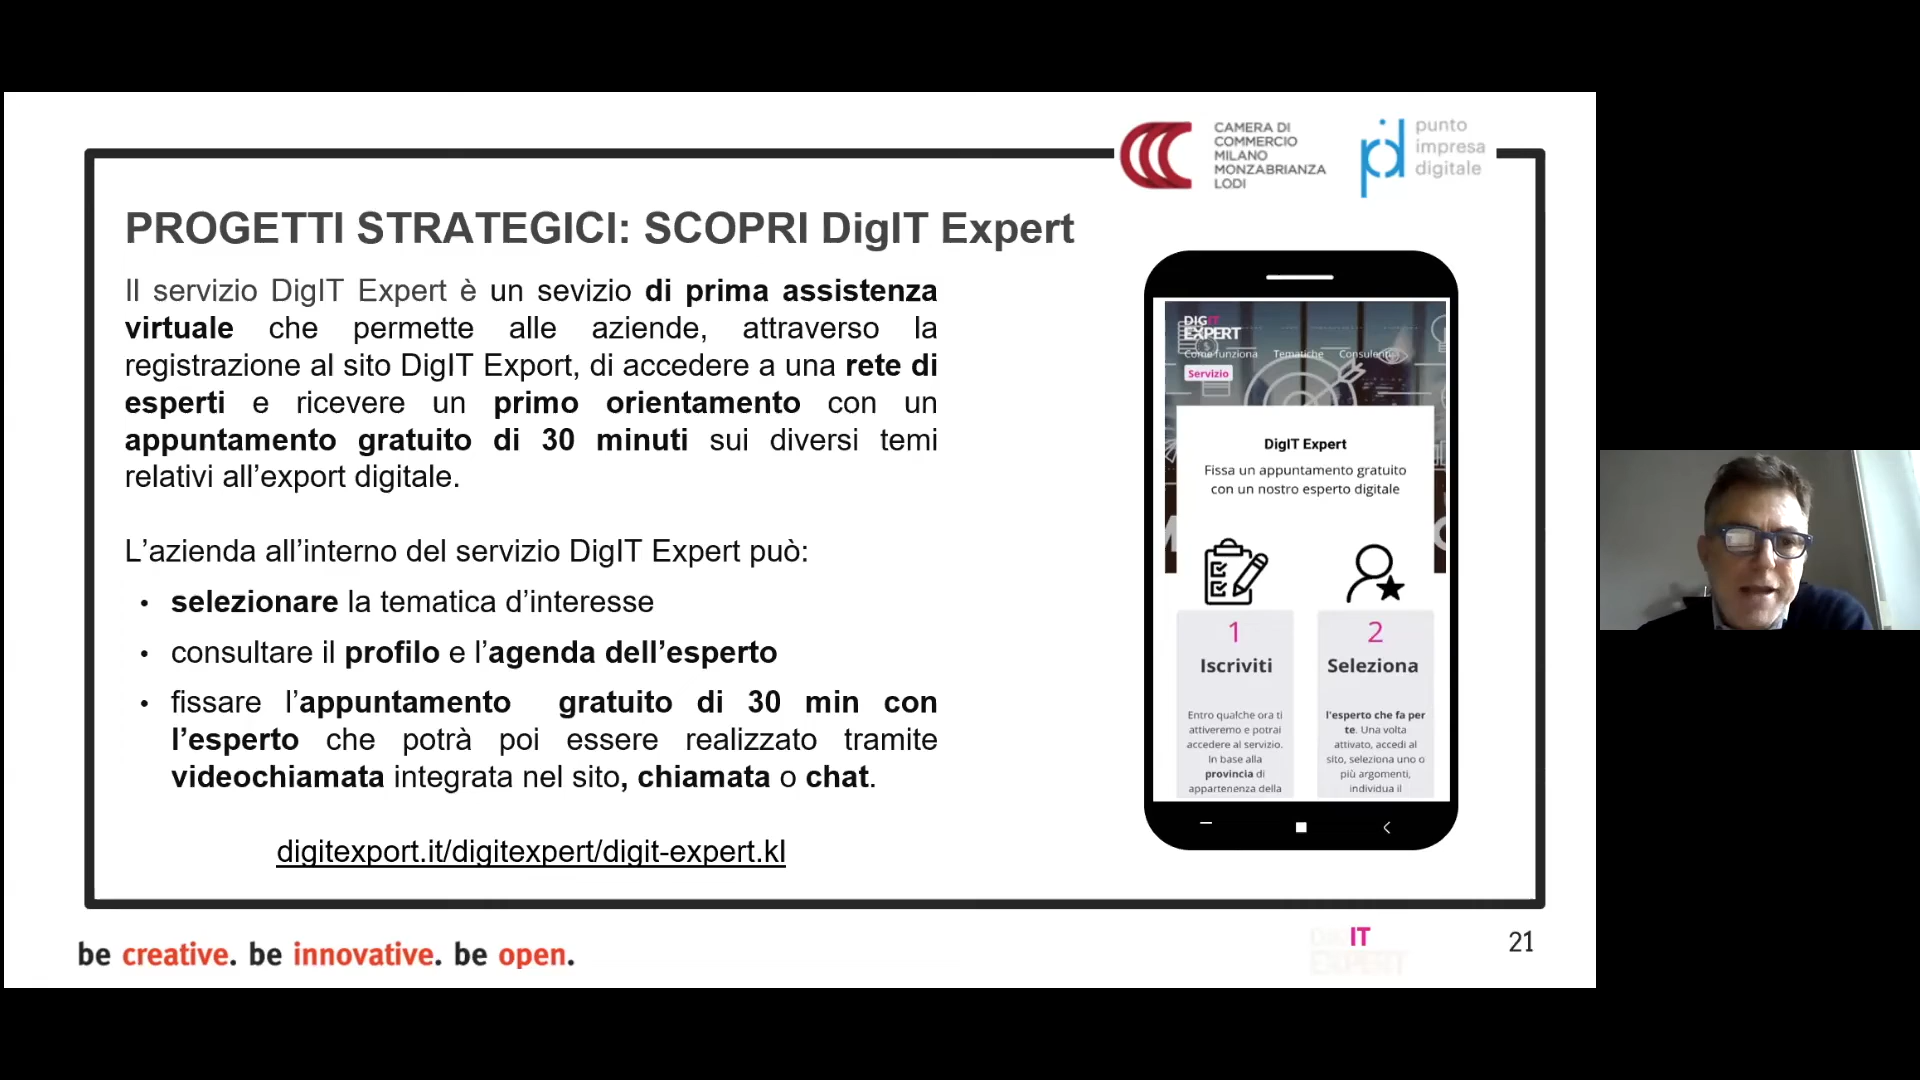 CAMERA DI
COMMERCIO
MILANO
MONZABRIANZA
LODI
punto
impresa
digitale
PROGETTI STRATEGICI: SCOPRI DigIT Expert
Il servizio DigIT Expert è un sevizio di prima assistenza
virtuale che permette alle aziende, attraverso la
registrazione al sito DigIT Export, di accedere a una rete di
esperti e ricevere un primo orientamento con un
appuntamento gratuito di 30 minuti sui diversi temi
relativi all’export digitale.
L’azienda all’interno del servizio DigIT Expert può:
• selezionare la tematica d’interesse
• consultare il profilo e l’agenda dell’esperto
• fissare l’appuntamento gratuito di 30 min con
l’esperto che potrà poi essere realizzato tramite
videochiamata integrata nel sito, chiamata o chat.
digitexport.it/digitexpert/digit-expert.kl
DIGIT
EXPERT
Come funziona Tematiche Consulenti
Servizio
DigIT Expert
Fissa un appuntamento gratuito
con un nostro esperto digitale
1
Iscriviti
Entro qualche ora ti
attiveremo e potrai
accedere al servizio.
In base alla
provincia di
appartenenza della
2
Seleziona
l'esperto che fa per
te. Una volta
attivato, accedi al
sito, seleziona uno o
più argomenti,
individua il
be creative. be innovative. be open.
DigIT
EXPERT
21